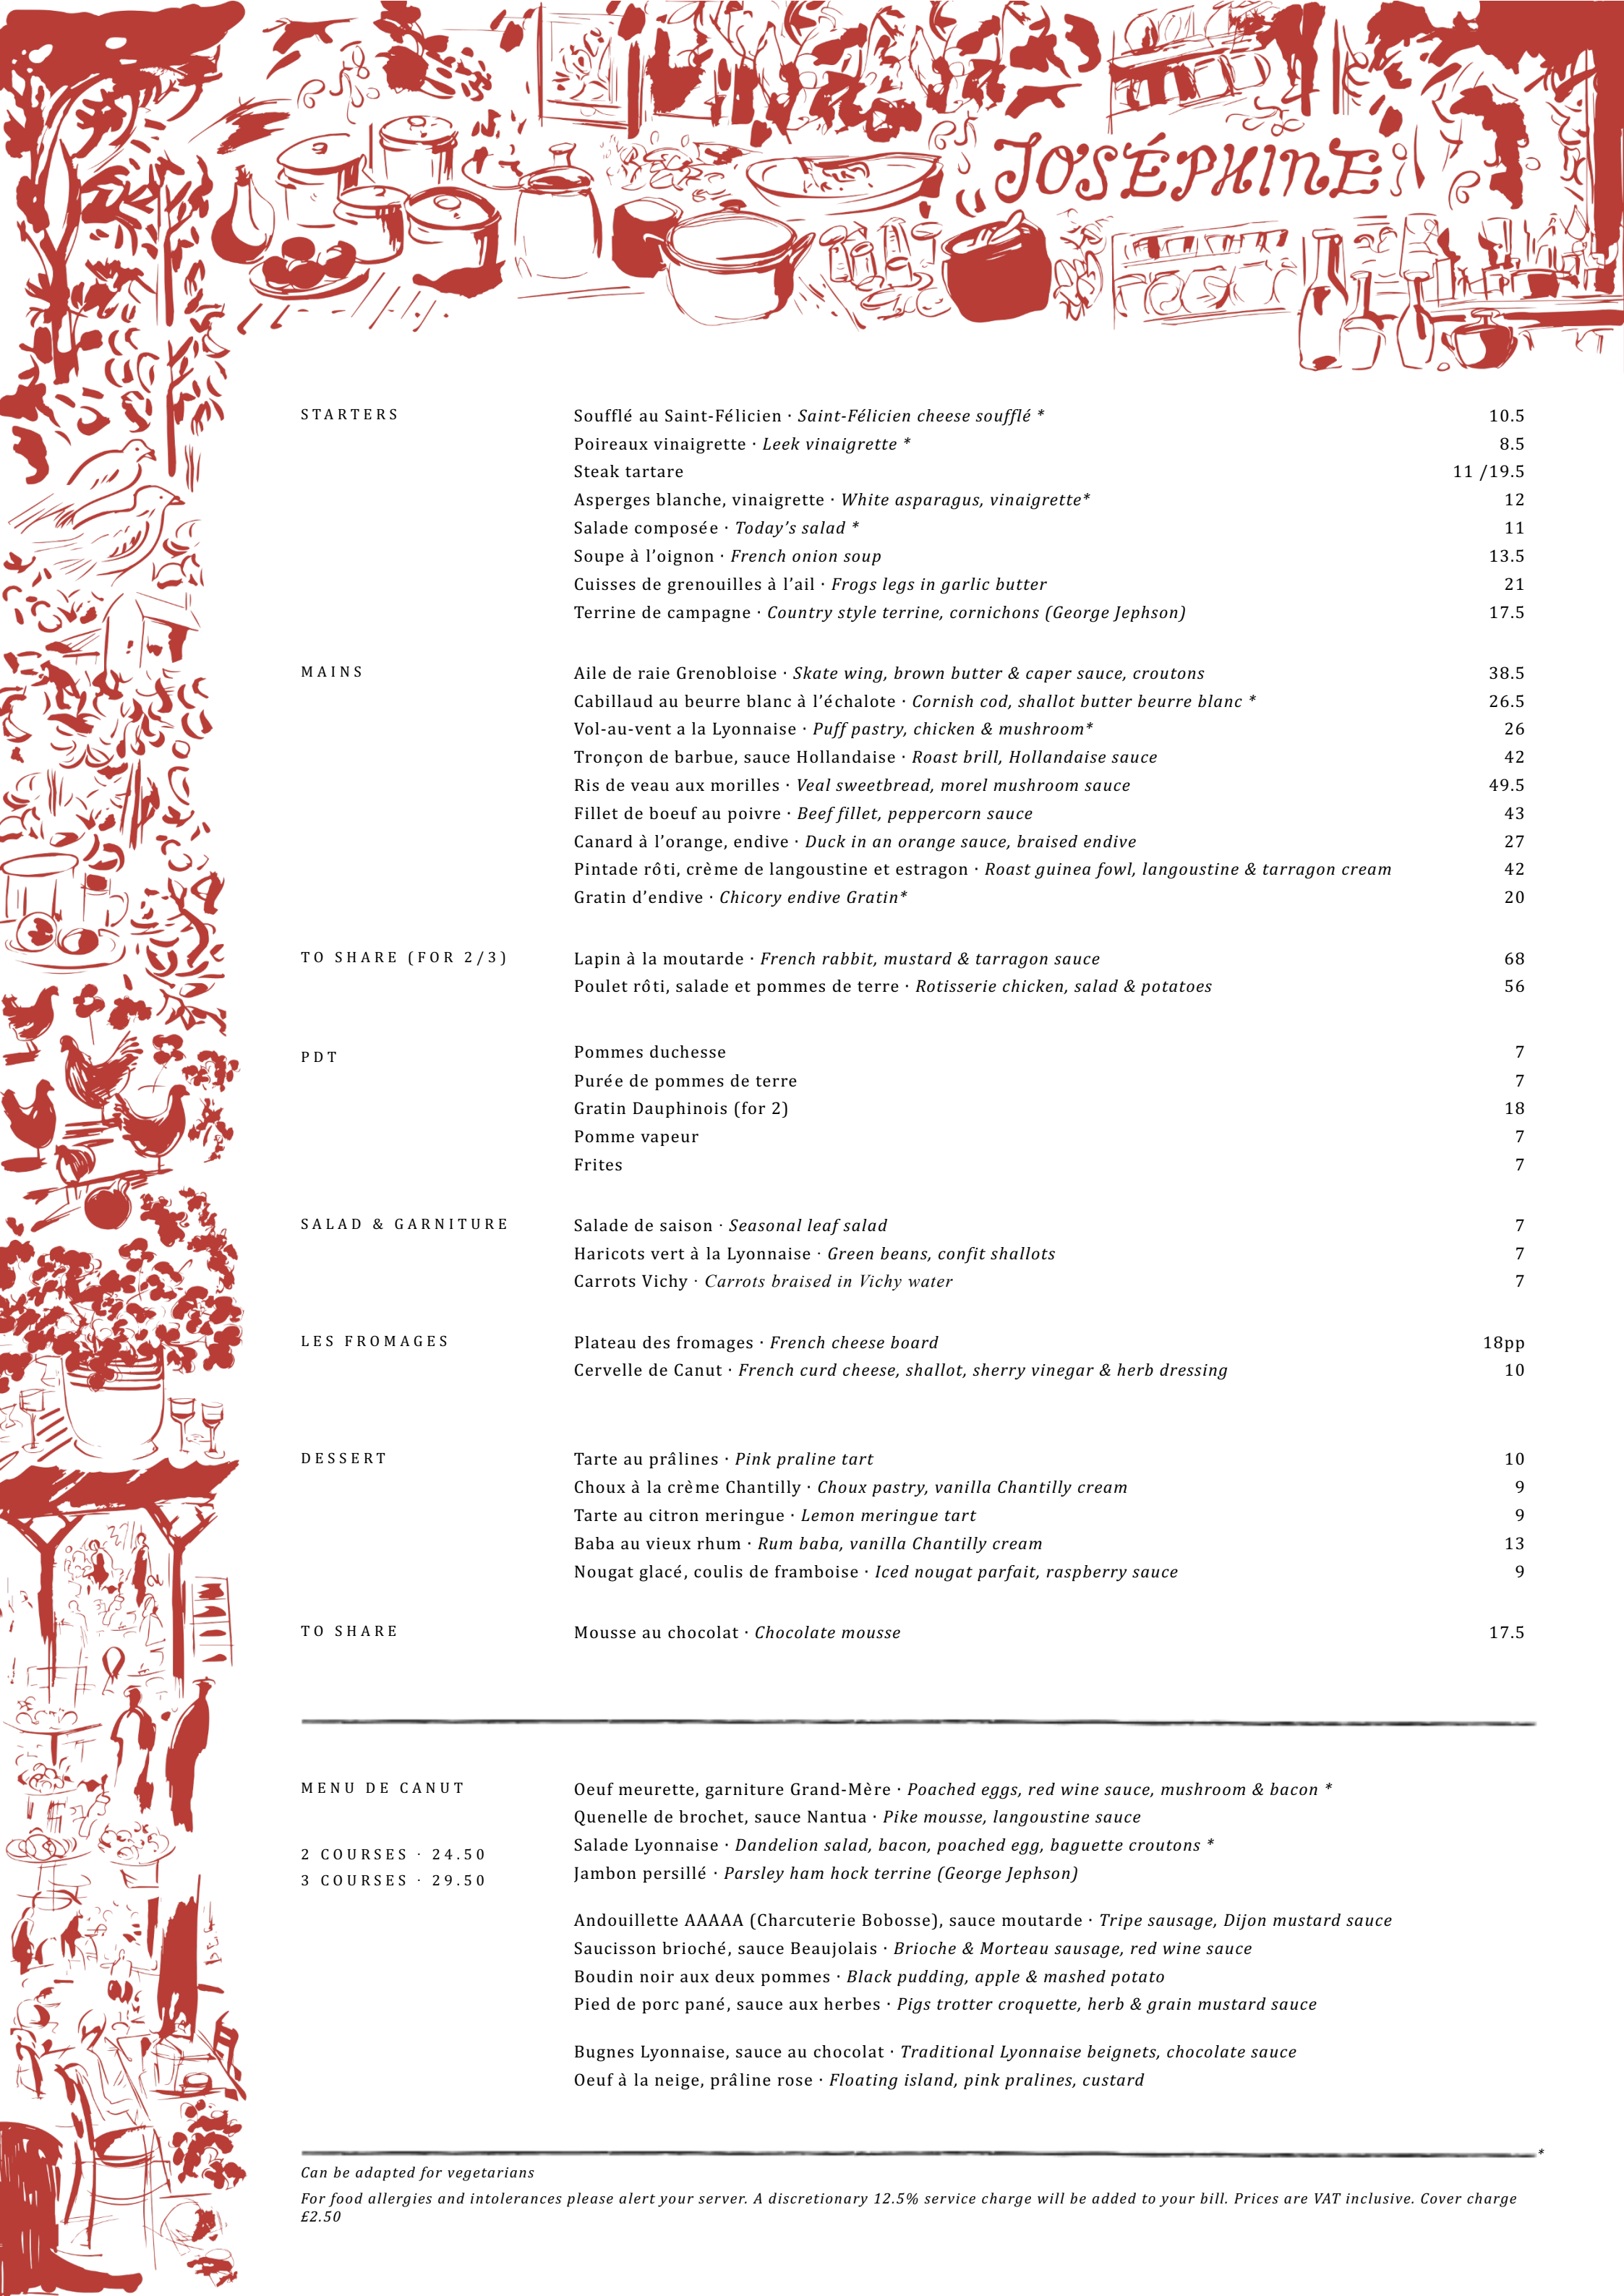 JOSÉPHINE
STARTERS
Soufflé au Saint-Félicien · Saint-Félicien cheese soufflé * 10.5
Poireaux vinaigrette · Leek vinaigrette * 8.5
Steak tartare 11 /19.5
Asperges blanche, vinaigrette · White asparagus, vinaigrette* 12
Salade composée · Today’s salad * 11
Soupe à l’oignon · French onion soup 13.5
Cuisses de grenouilles à l’ail · Frogs legs in garlic butter 21
Terrine de campagne · Country style terrine, cornichons (George Jephson) 17.5
MAINS
Aile de raie Grenobloise · Skate wing, brown butter & caper sauce, croutons 38.5
Cabillaud au beurre blanc à l’échalote · Cornish cod, shallot butter beurre blanc * 26.5
Vol-au-vent a la Lyonnaise · Puff pastry, chicken & mushroom* 26
Tronçon de barbue, sauce Hollandaise · Roast brill, Hollandaise sauce 42
Ris de veau aux morilles · Veal sweetbread, morel mushroom sauce 49.5
Fillet de boeuf au poivre · Beef fillet, peppercorn sauce 43
Canard à l’orange, endive · Duck in an orange sauce, braised endive 27
Pintade rôti, crème de langoustine et estragon · Roast guinea fowl, langoustine & tarragon cream 42
Gratin d’endive · Chicory endive Gratin* 20
TO SHARE (FOR 2/3)
Lapin à la moutarde · French rabbit, mustard & tarragon sauce 68
Poulet rôti, salade et pommes de terre · Rotisserie chicken, salad & potatoes 56
PDT
Pommes duchesse 7
Purée de pommes de terre 7
Gratin Dauphinois (for 2) 18
Pomme vapeur 7
Frites 7
SALAD & GARNITURE
Salade de saison · Seasonal leaf salad 7
Haricots vert à la Lyonnaise · Green beans, confit shallots 7
Carrots Vichy · Carrots braised in Vichy water 7
LES FROMAGES
Plateau des fromages · French cheese board 18pp
Cervelle de Canut · French curd cheese, shallot, sherry vinegar & herb dressing 10
DESSERT
Tarte au prâlines · Pink praline tart 10
Choux à la crème Chantilly · Choux pastry, vanilla Chantilly cream 9
Tarte au citron meringue · Lemon meringue tart 9
Baba au vieux rhum · Rum baba, vanilla Chantilly cream 13
Nougat glacé, coulis de framboise · Iced nougat parfait, raspberry sauce 9
TO SHARE
Mousse au chocolat · Chocolate mousse 17.5
MENU DE CANUT
2 COURSES · 24.50
3 COURSES · 29.50
Oeuf meurette, garniture Grand-Mère · Poached eggs, red wine sauce, mushroom & bacon *
Quenelle de brochet, sauce Nantua · Pike mousse, langoustine sauce
Salade Lyonnaise · Dandelion salad, bacon, poached egg, baguette croutons *
Jambon persillé · Parsley ham hock terrine (George Jephson)
Andouillette AAAAA (Charcuterie Bobosse), sauce moutarde · Tripe sausage, Dijon mustard sauce
Saucisson brioché, sauce Beaujolais · Brioche & Morteau sausage, red wine sauce
Boudin noir aux deux pommes · Black pudding, apple & mashed potato
Pied de porc pané, sauce aux herbes · Pigs trotter croquette, herb & grain mustard sauce
Bugnes Lyonnaise, sauce au chocolat · Traditional Lyonnaise beignets, chocolate sauce
Oeuf à la neige, prâline rose · Floating island, pink pralines, custard
*
Can be adapted for vegetarians
For food allergies and intolerances please alert your server. A discretionary 12.5% service charge will be added to your bill. Prices are VAT inclusive. Cover charge
£2.50